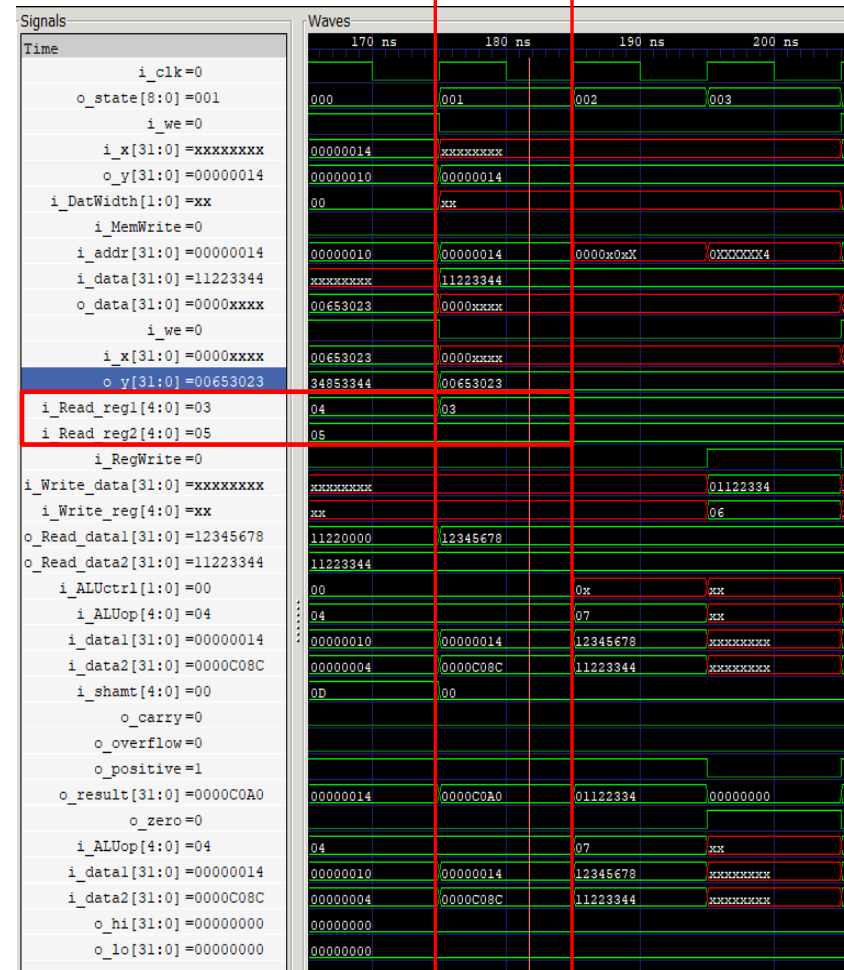 Signals Waves
Time 170 ns 180 ns 190 ns 200 ns
i_clk=0
o_state[8:0]=001 000 001 002 003
i_we=0
i_x[31:0]=xxxxxxxx 00000014 xxxxxxxx
o_y[31:0]=00000014 00000010 00000014
i_DatWidth[1:0]=xx 00 xx
i_MemWrite=0
i_addr[31:0]=00000014 00000010 00000014 0000x0xX 0XXXXXX4
i_data[31:0]=11223344 xxxxxxxx 11223344
o_data[31:0]=0000xxxx 00653023 0000xxxx
i_we=0
i_x[31:0]=0000xxxx 00653023 0000xxxx
o_y[31:0]=00653023 34853344 00653023
i_Read_reg1[4:0]=03 04 03
i_Read_reg2[4:0]=05 05
i_RegWrite=0
i_Write_data[31:0]=xxxxxxxx xxxxxxxx 01122334
i_Write_reg[4:0]=xx xx 06
o_Read_data1[31:0]=12345678 11220000 12345678
o_Read_data2[31:0]=11223344 11223344
i_ALUctrl[1:0]=00 00 0x xx
i_ALUop[4:0]=04 04 07 xx
i_data1[31:0]=00000014 00000010 00000014 12345678 xxxxxxxx
i_data2[31:0]=0000C08C 00000004 0000C08C 11223344 xxxxxxxx
i_shamt[4:0]=00 0D 00
o_carry=0
o_overflow=0
o_positive=1
o_result[31:0]=0000C0A0 00000014 0000C0A0 01122334 00000000
o_zero=0
i_ALUop[4:0]=04 04 07 xx
i_data1[31:0]=00000014 00000010 00000014 12345678 xxxxxxxx
i_data2[31:0]=0000C08C 00000004 0000C08C 11223344 xxxxxxxx
o_hi[31:0]=00000000 00000000
o_lo[31:0]=00000000 00000000